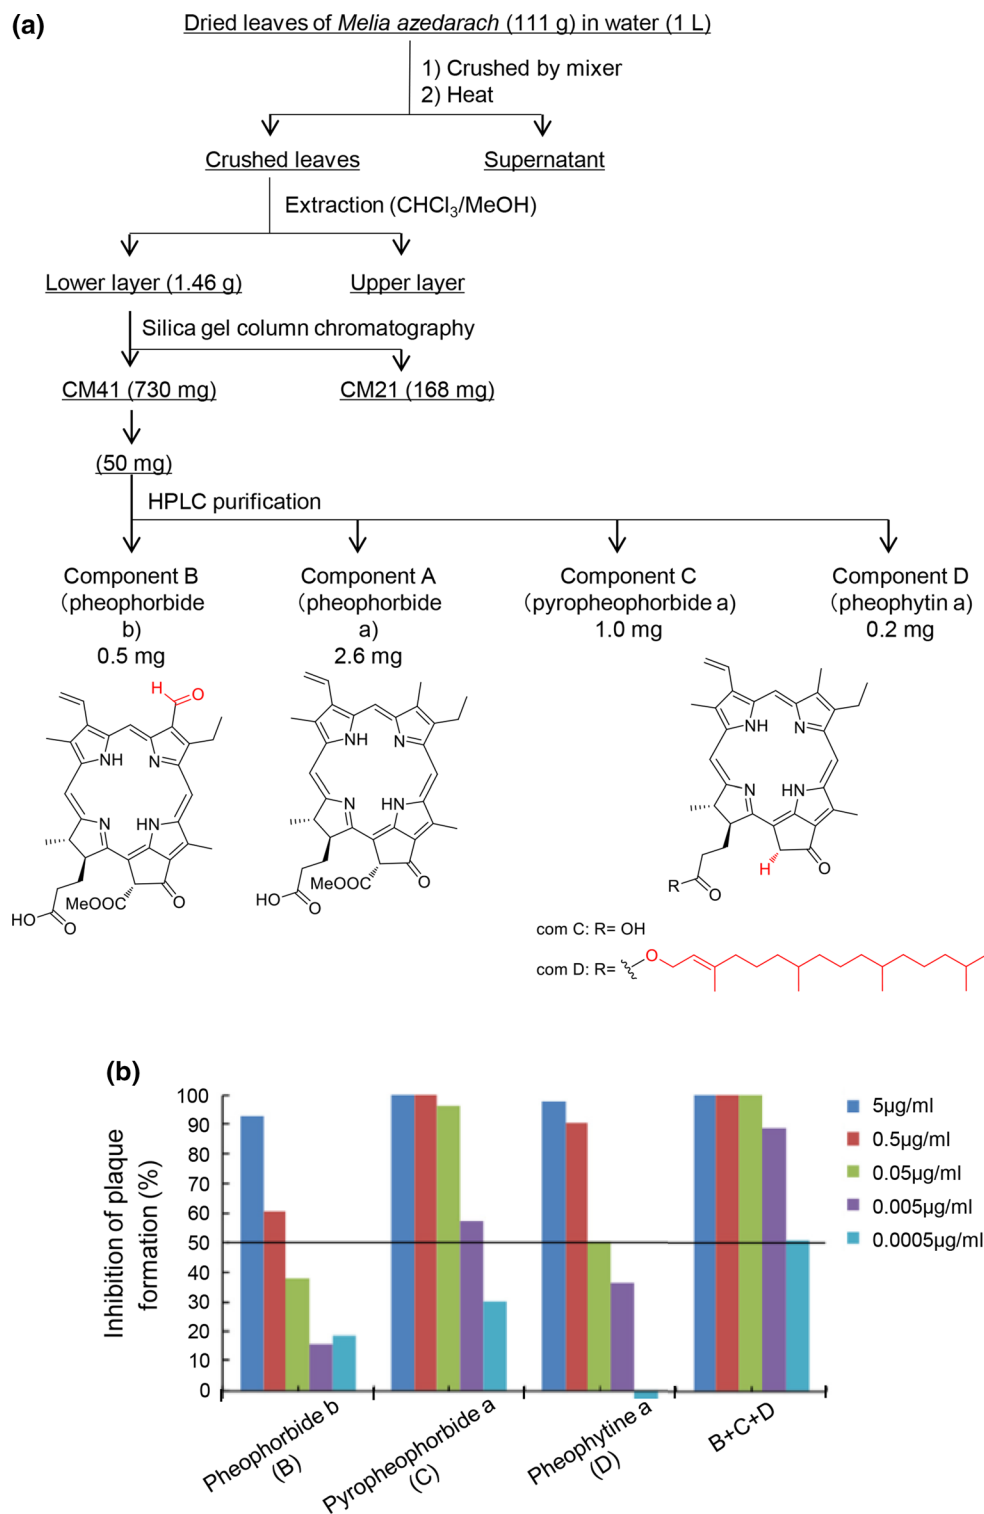 (a)
Dried leaves of Melia azedarach (111 g) in water (1 L)
1) Crushed by mixer
2) Heat
Crushed leaves
Supernatant
Extraction (CHCl3/MeOH)
Lower layer (1.46 g)
Upper layer
Silica gel column chromatography
CM41 (730 mg)
CM21 (168 mg)
(50 mg)
HPLC purification
Component B
(pheophorbide
b)
0.5 mg
Component A
(pheophorbide
a)
2.6 mg
Component C
(pyropheophorbide a)
1.0 mg
Component D
(pheophytin a)
0.2 mg
H
O
NH
N
N
HN
MeOOC
O
HO
O
NH
N
N
HN
MeOOC
O
HO
O
NH
N
N
HN
H
O
R
O
com C: R= OH
com D: R=
O
(b)
Inhibition of plaque
formation (%)
100
90
80
70
60
50
40
30
20
10
0
5µg/ml
0.5µg/ml
0.05µg/ml
0.005µg/ml
0.0005µg/ml
Pheophorbide b
(B)
Pyropheophorbide a
(C)
Pheophytine a
(D)
B+C+D